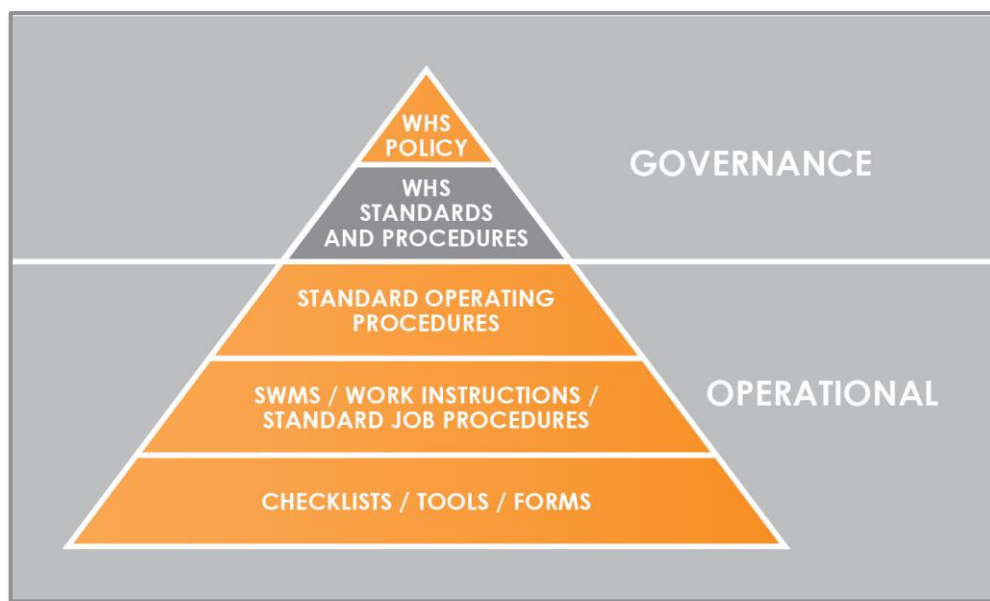 WHS
POLICY
GOVERNANCE
WHS
STANDARDS
AND PROCEDURES
STANDARD OPERATING
PROCEDURES
SWMS / WORK INSTRUCTIONS /
STANDARD JOB PROCEDURES
OPERATIONAL
CHECKLISTS / TOOLS / FORMS